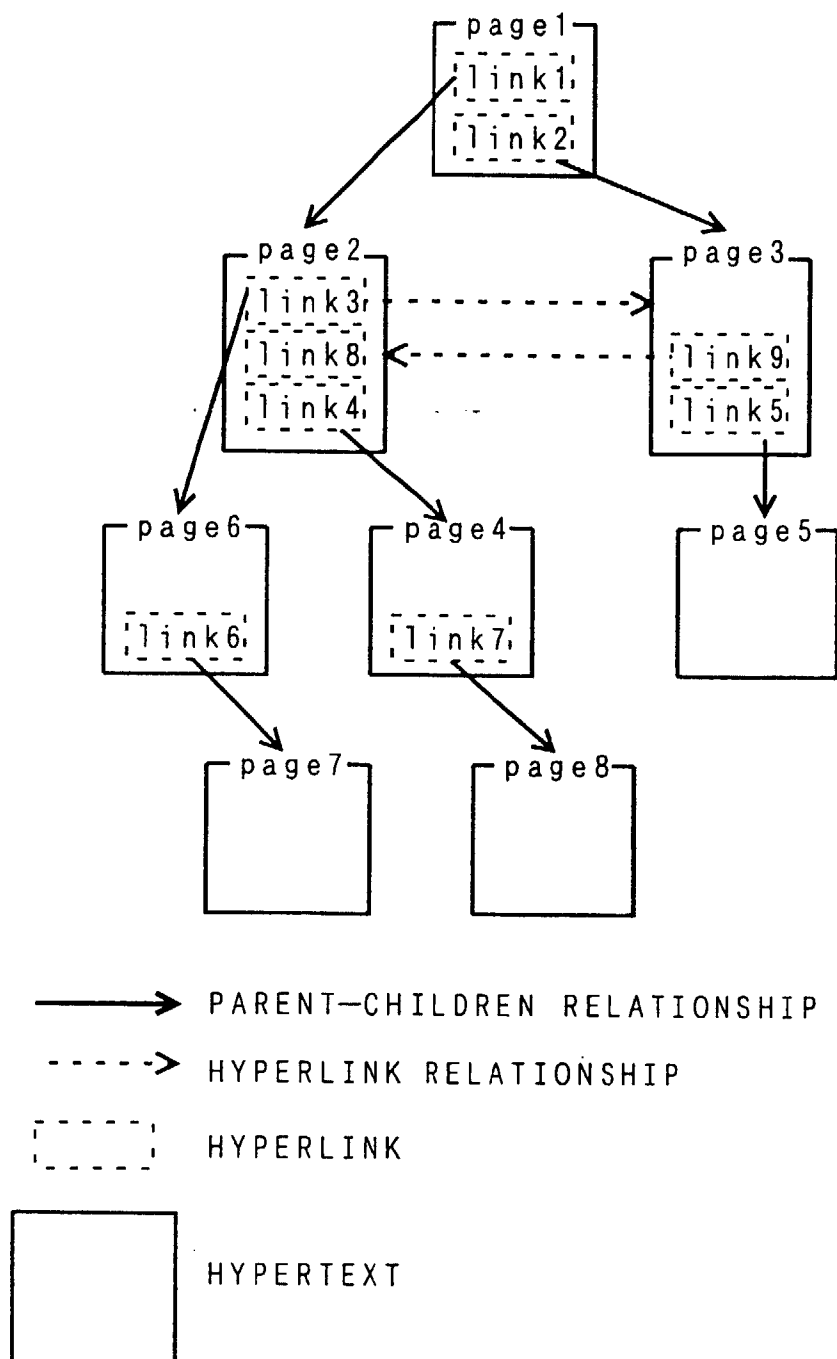 page1
link1
link2
page2
page3
link3
link8
link9
link4
link5
page6
page4
page5
link6
link7
page7
page8
PARENT—CHILDREN RELATIONSHIP
HYPERLINK RELATIONSHIP
HYPERLINK
HYPERTEXT